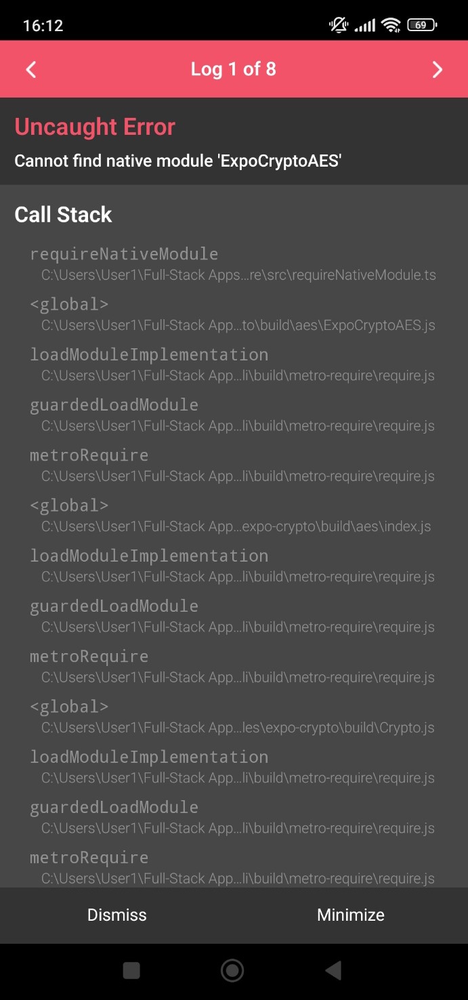 16:12
69
Log 1 of 8
Uncaught Error
Cannot find native module 'ExpoCryptoAES'
Call Stack
requireNativeModule
C:\Users\User1\Full-Stack Apps...re\src\requireNativeModule.ts
<global>
C:\Users\User1\Full-Stack App...to\build\aes\ExpoCryptoAES.js
loadModuleImplementation
C:\Users\User1\Full-Stack App...li\build\metro-require\require.js
guardedLoadModule
C:\Users\User1\Full-Stack App...li\build\metro-require\require.js
metroRequire
C:\Users\User1\Full-Stack App...li\build\metro-require\require.js
<global>
C:\Users\User1\Full-Stack App...expo-crypto\build\aes\index.js
loadModuleImplementation
C:\Users\User1\Full-Stack App...li\build\metro-require\require.js
guardedLoadModule
C:\Users\User1\Full-Stack App...li\build\metro-require\require.js
metroRequire
C:\Users\User1\Full-Stack App...li\build\metro-require\require.js
<global>
C:\Users\User1\Full-Stack App...les\expo-crypto\build\Crypto.js
loadModuleImplementation
C:\Users\User1\Full-Stack App...li\build\metro-require\require.js
guardedLoadModule
C:\Users\User1\Full-Stack App...li\build\metro-require\require.js
metroRequire
C:\Users\User1\Full-Stack App...li\build\metro-require\require.js
Dismiss
Minimize